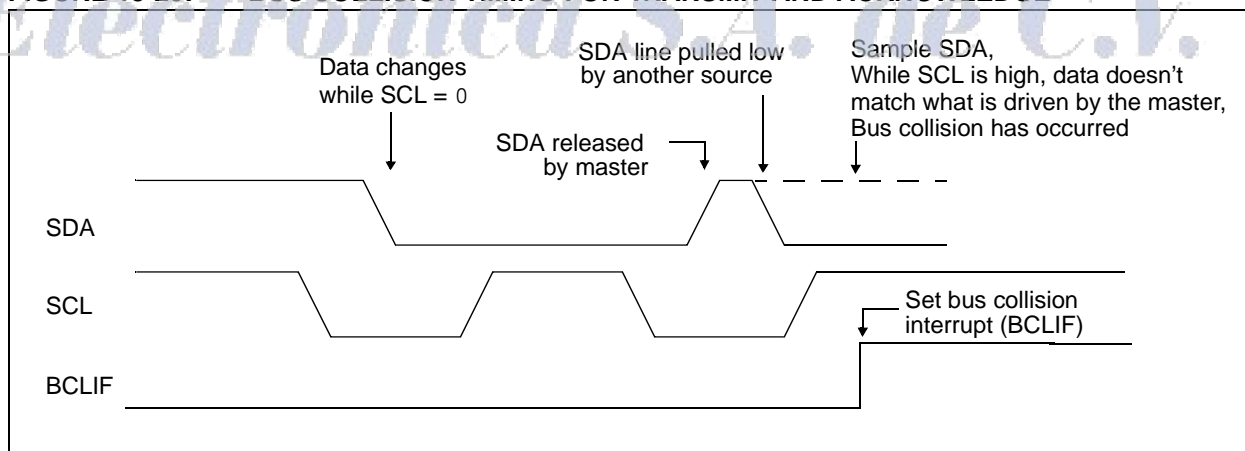 Electrónica S.A. de C.V.
Data changes
while SCL = 0
SDA line pulled low
by another source
Sample SDA,
While SCL is high, data doesn't
match what is driven by the master,
Bus collision has occurred
SDA released
by master
SDA
SCL
Set bus collision
interrupt (BCLIF)
BCLIF